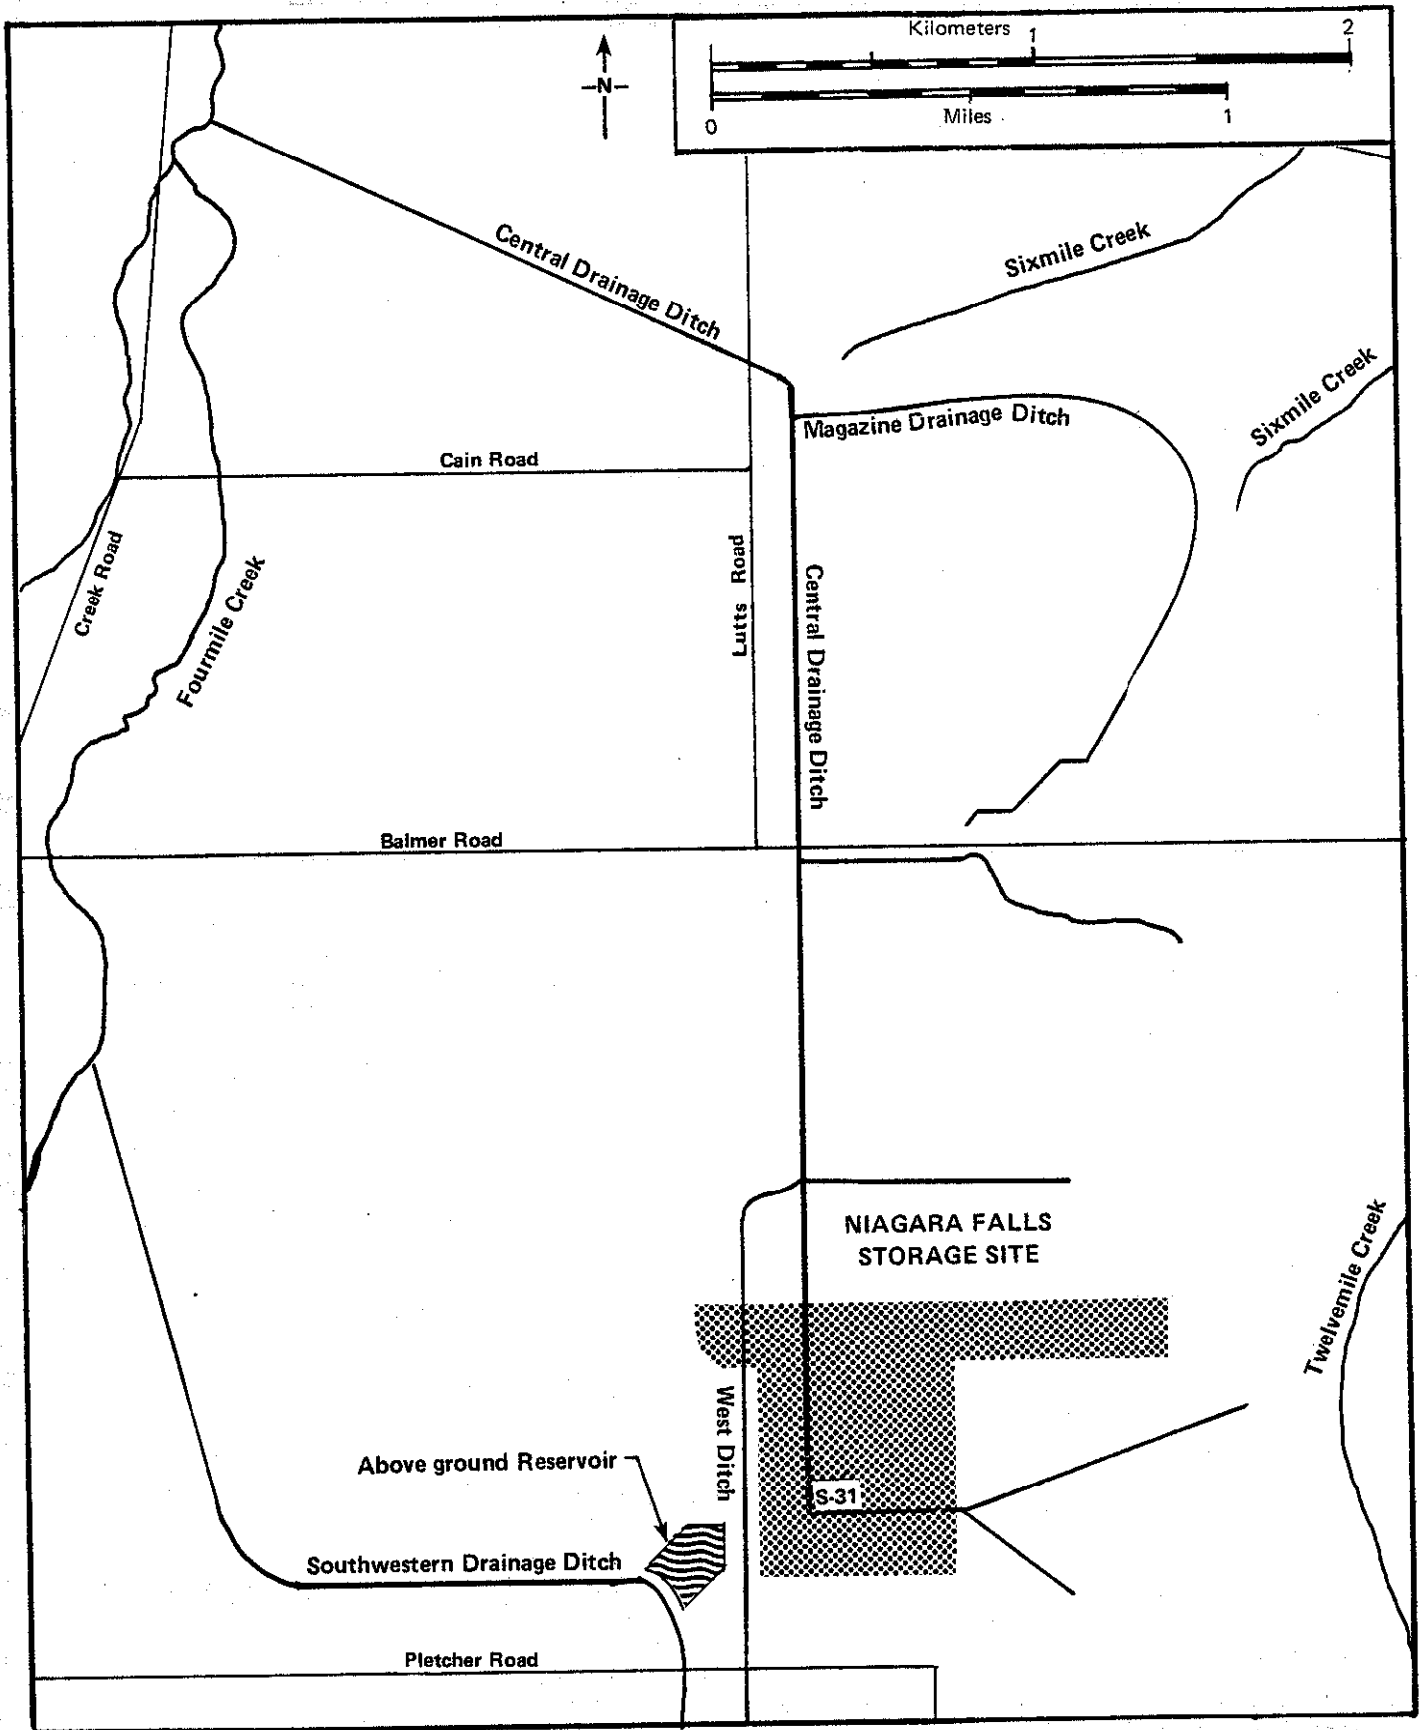 Kilometers
1
2
-N-
Miles
0
1
Central Drainage Ditch
Sixmile Creek
Sixmile Creek
Magazine Drainage Ditch
Cain Road
Creek Road
Fourmile Creek
Lutts Road
Central Drainage Ditch
Balmer Road
NIAGARA FALLS
STORAGE SITE
Twelvemile Creek
West Ditch
Above ground Reservoir
S-31
Southwestern Drainage Ditch
Pletcher Road